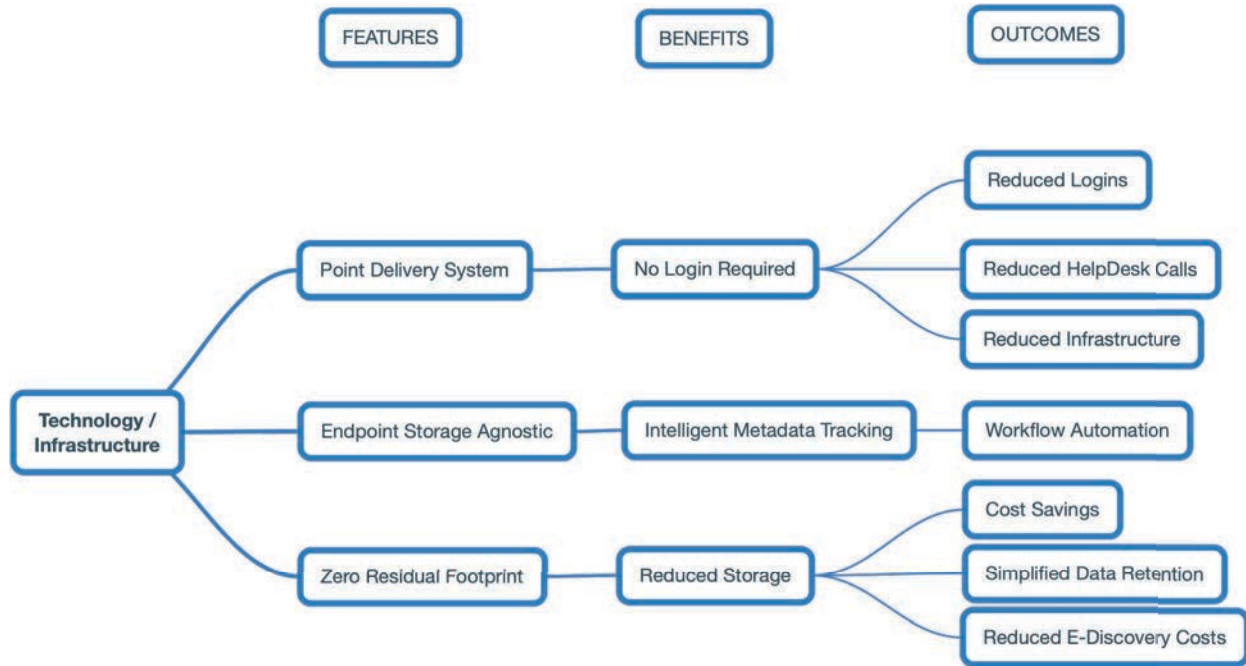 FEATURES
BENEFITS
OUTCOMES
Reduced Logins
Point Delivery System
No Login Required
Reduced HelpDesk Calls
Reduced Infrastructure
Technology /
Infrastructure
Endpoint Storage Agnostic
Intelligent Metadata Tracking
Workflow Automation
Cost Savings
Zero Residual Footprint
Reduced Storage
Simplified Data Retention
Reduced E-Discovery Costs